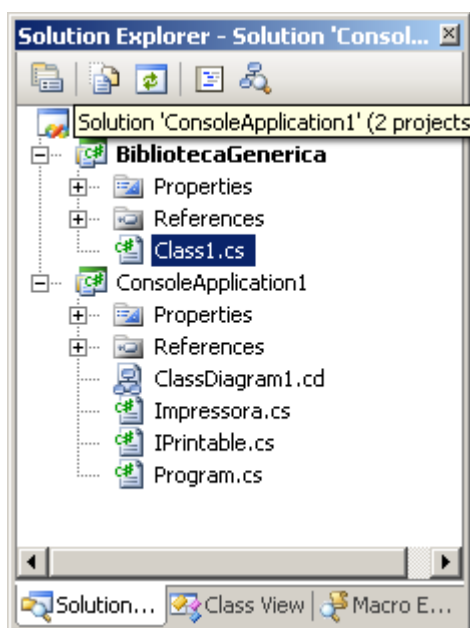 Solution Explorer - Solution 'Consol...
Solution 'ConsoleApplication1' (2 projects
BibliotecaGenerica
Properties
References
Class1.cs
ConsoleApplication1
Properties
References
ClassDiagram1.cd
Impressora.cs
IPrintable.cs
Program.cs
Solution... Class View Macro E...